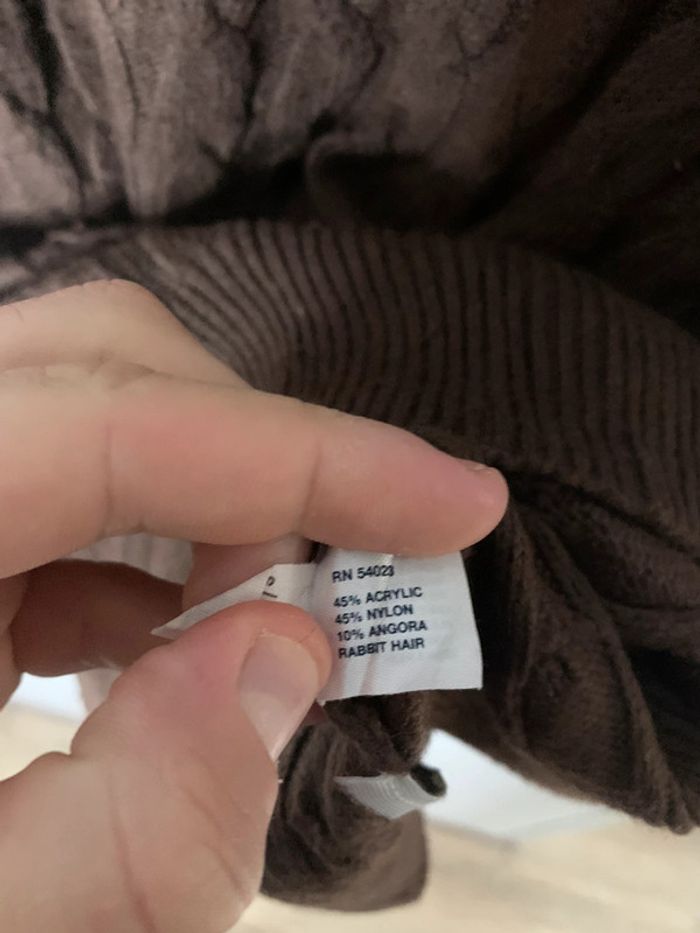 RN 54023
45% ACRYLIC
45% NYLON
10% ANGORA
RABBIT HAIR